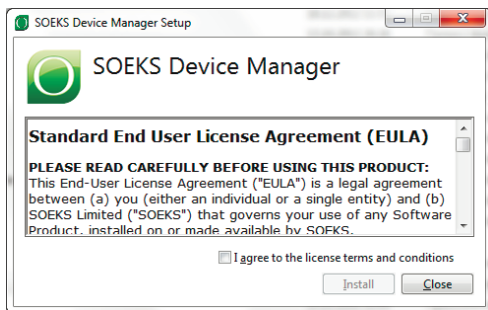 SOEKS Device Manager Setup
SOEKS Device Manager
Standard End User License Agreement (EULA)
PLEASE READ CAREFULLY BEFORE USING THIS PRODUCT:
This End-User License Agreement ("EULA") is a legal agreement
between (a) you (either an individual or a single entity) and (b)
SOEKS Limited ("SOEKS") that governs your use of any Software
Product, installed on or made available by SOEKS.
I agree to the license terms and conditions
Install
Close